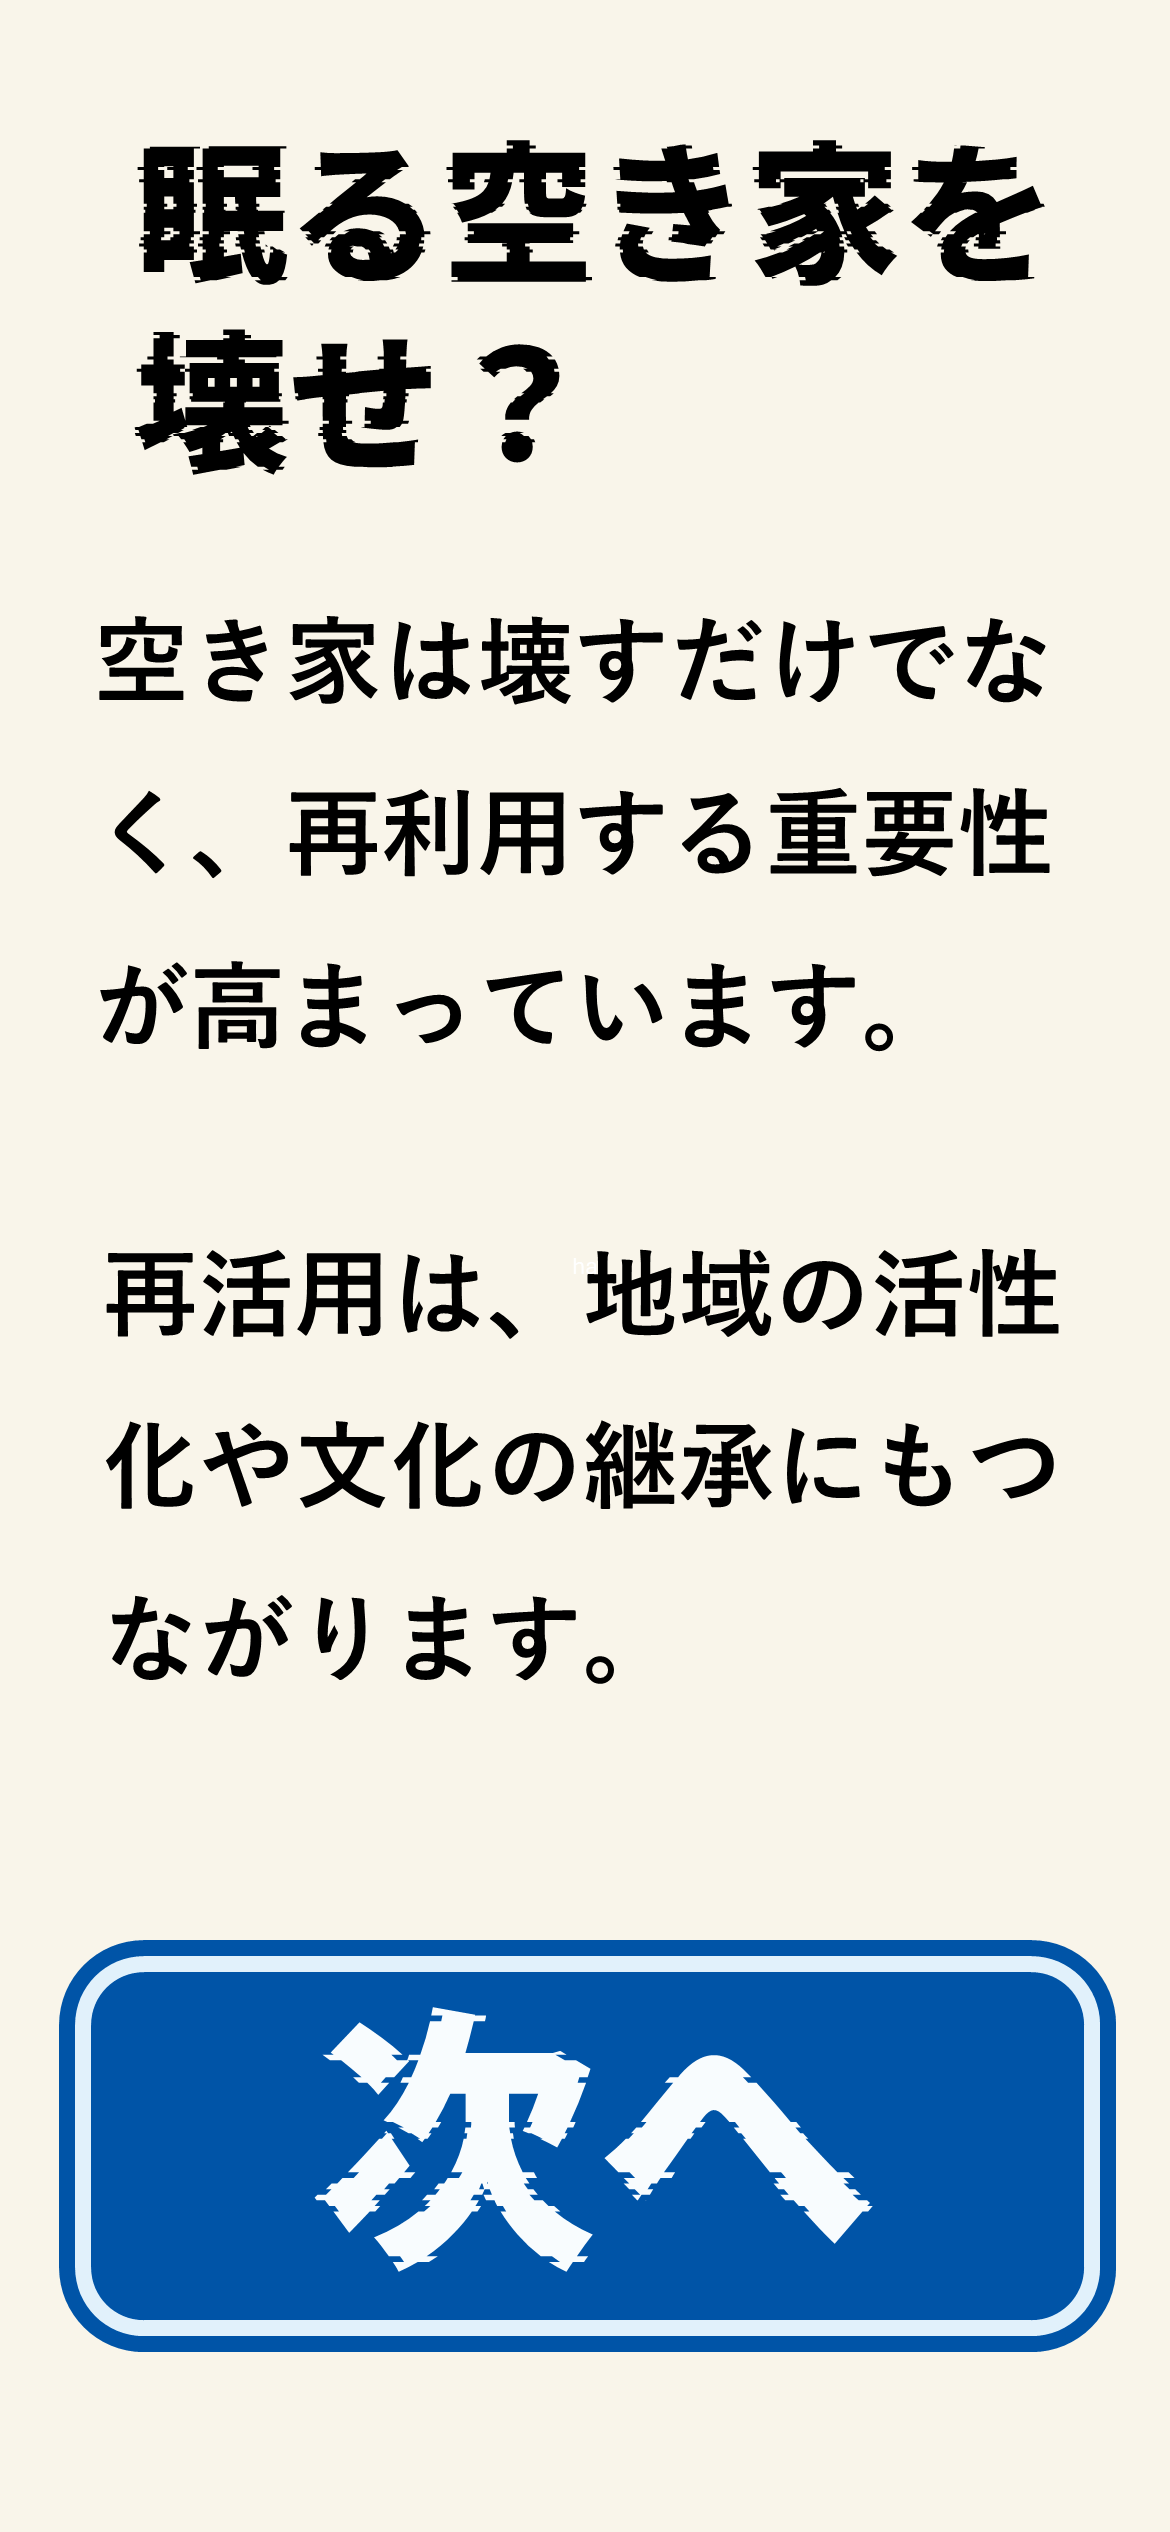 眠る空き家を
壊せ？
空き家は壊すだけでな
く、再利用する重要性
が高まっています。
再活用は、地域の活性
化や文化の継承にもつ
ながります。
次へ